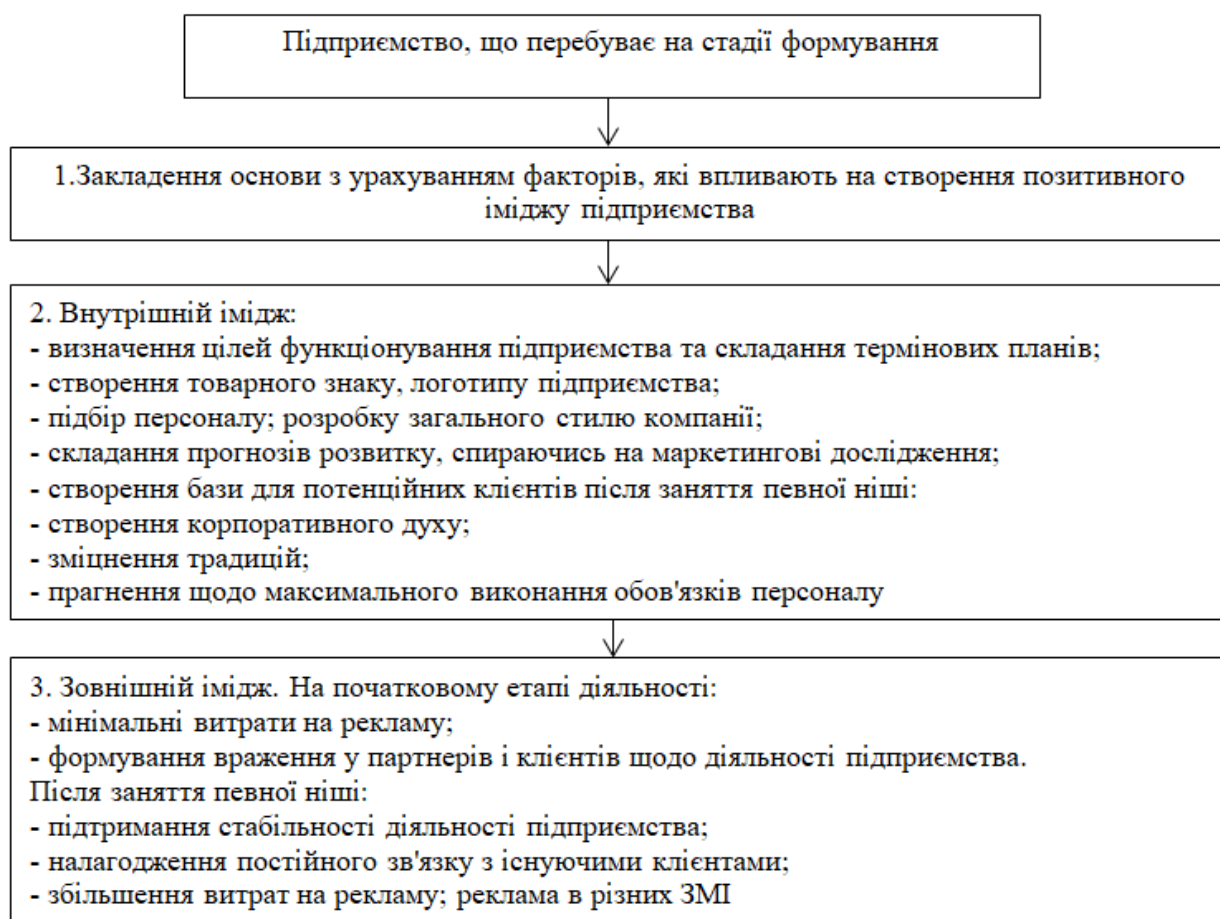 Підприємство, що перебуває на стадії формування
1.Закладення основи з урахуванням факторів, які впливають на створення позитивного
іміджу підприємства
2. Внутрішній імідж:
- визначення цілей функціонування підприємства та складання термінових планів;
- створення товарного знаку, логотипу підприємства;
- підбір персоналу; розробку загального стилю компанії;
- складання прогнозів розвитку, спираючись на маркетингові дослідження;
- створення бази для потенційних клієнтів після заняття певної ніші:
- створення корпоративного духу;
- зміцнення традицій;
- прагнення щодо максимального виконання обов'язків персоналу
3. Зовнішній імідж. На початковому етапі діяльності:
- мінімальні витрати на рекламу;
- формування враження у партнерів і клієнтів щодо діяльності підприємства.
Після заняття певної ніші:
- підтримання стабільності діяльності підприємства;
- налагодження постійного зв'язку з існуючими клієнтами;
- збільшення витрат на рекламу; реклама в різних ЗМІ